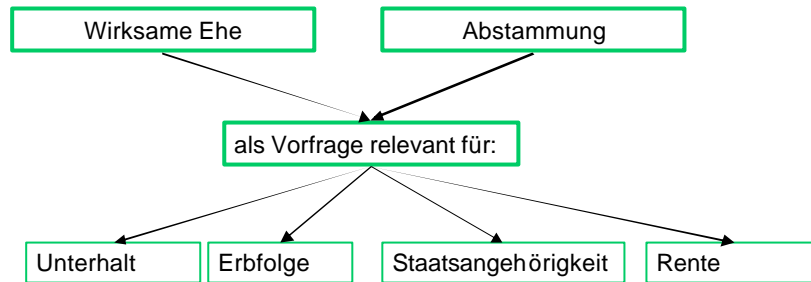 Wirksame Ehe
Abstammung
als Vorfrage relevant für:
Unterhalt
Erbfolge
Staatsangehörigkeit
Rente